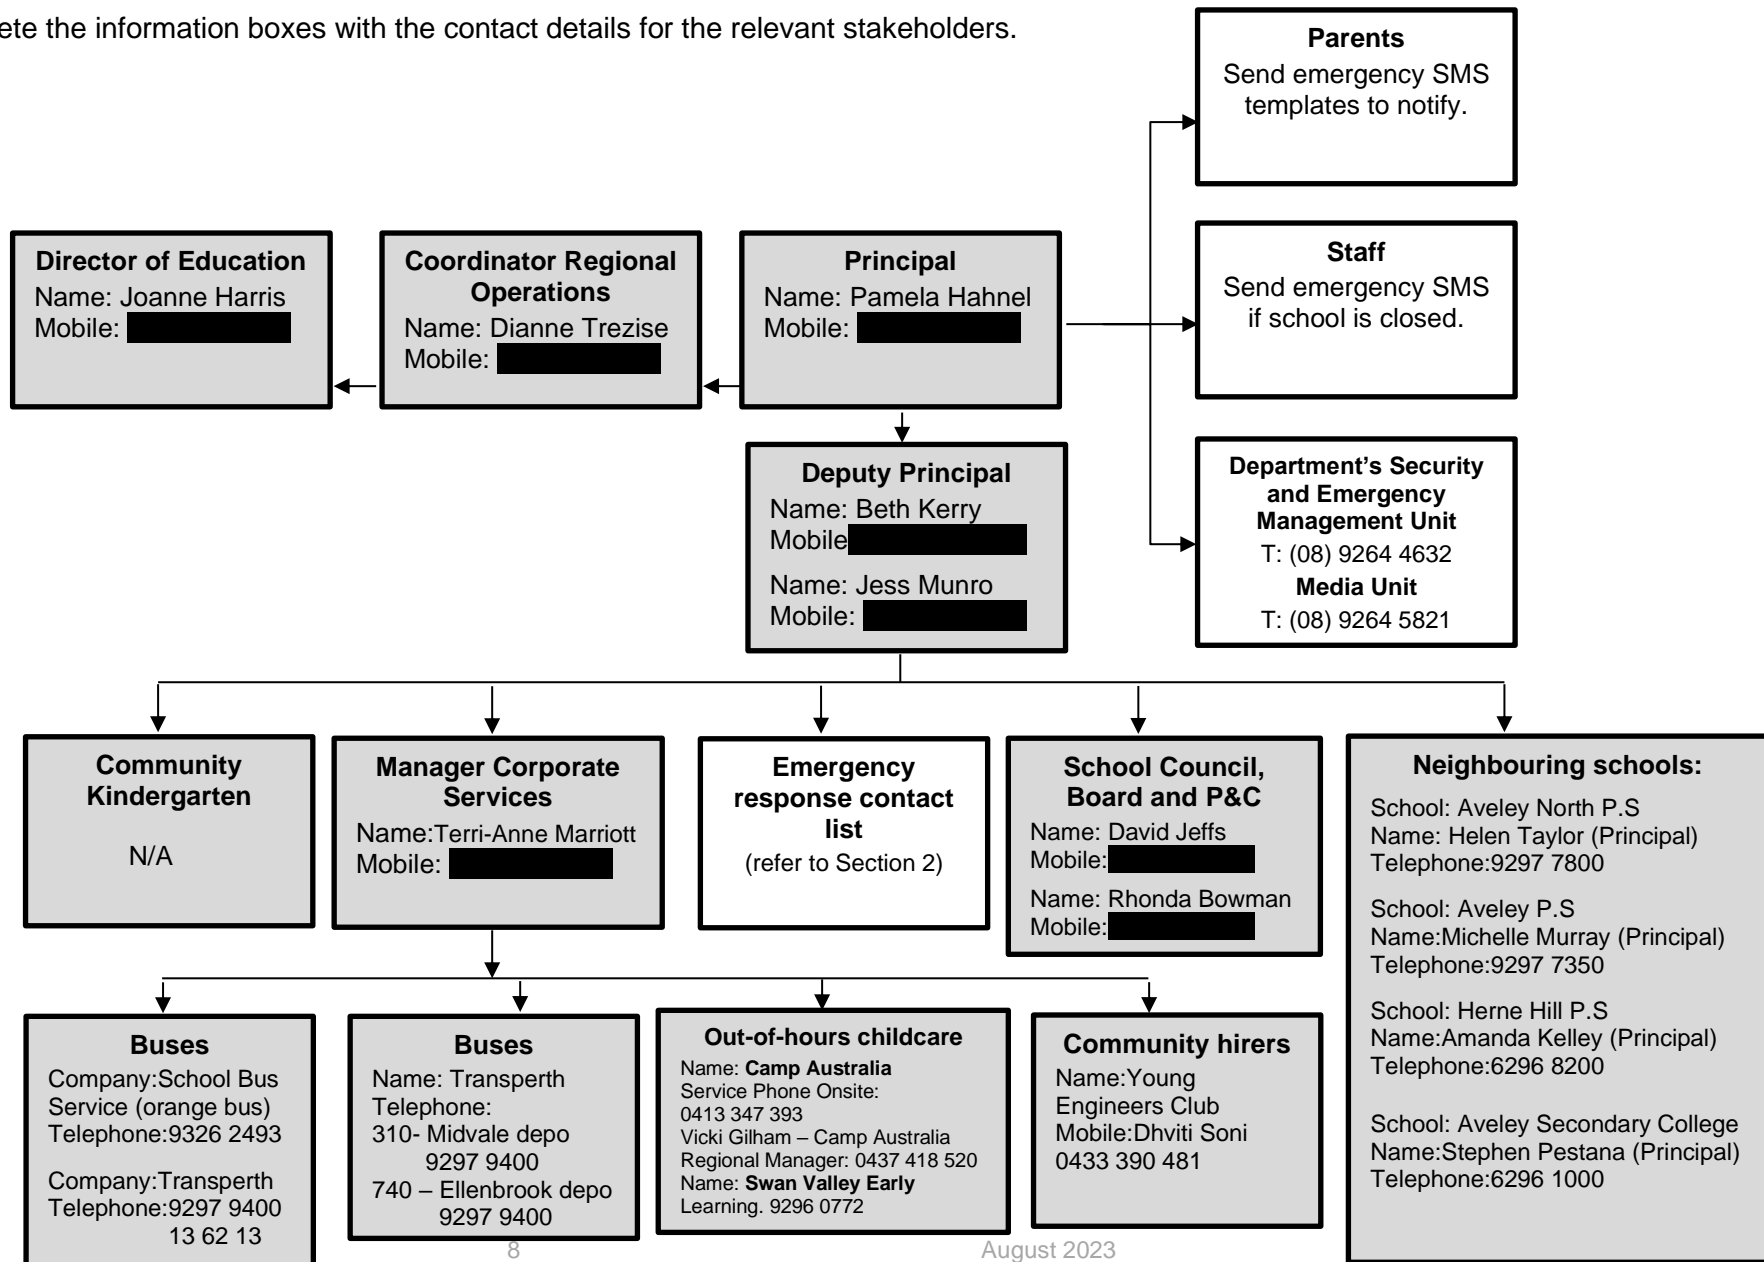 ete the information boxes with the contact details for the relevant stakeholders.
Parents
Send emergency SMS
templates to notify.
Director of Education
Name: Joanne Harris
Mobile:
Coordinator Regional
Operations
Name: Dianne Trezise
Mobile:
Principal
Name: Pamela Hahnel
Mobile:
Staff
Send emergency SMS
if school is closed.
Deputy Principal
Name: Beth Kerry
Mobile
Name: Jess Munro
Mobile:
Department’s Security
and Emergency
Management Unit
T: (08) 9264 4632
Media Unit
T: (08) 9264 5821
Community
Kindergarten
N/A
Manager Corporate
Services
Name:Terri-Anne Marriott
Mobile:
Emergency
response contact
list
(refer to Section 2)
School Council,
Board and P&C
Name: David Jeffs
Mobile:
Name: Rhonda Bowman
Mobile:
Neighbouring schools:
School: Aveley North P.S
Name: Helen Taylor (Principal)
Telephone:9297 7800
School: Aveley P.S
Name:Michelle Murray (Principal)
Telephone:9297 7350
School: Herne Hill P.S
Name:Amanda Kelley (Principal)
Telephone:6296 8200
School: Aveley Secondary College
Name:Stephen Pestana (Principal)
Telephone:6296 1000
Buses
Company:School Bus
Service (orange bus)
Telephone:9326 2493
Company:Transperth
Telephone:9297 9400
13 62 13
Buses
Name: Transperth
Telephone:
310- Midvale depo
9297 9400
740 – Ellenbrook depo
9297 9400
Out-of-hours childcare
Name: Camp Australia
Service Phone Onsite:
0413 347 393
Vicki Gilham – Camp Australia
Regional Manager: 0437 418 520
Name: Swan Valley Early
Learning. 9296 0772
Community hirers
Name:Young
Engineers Club
Mobile:Dhviti Soni
0433 390 481
8
August 2023